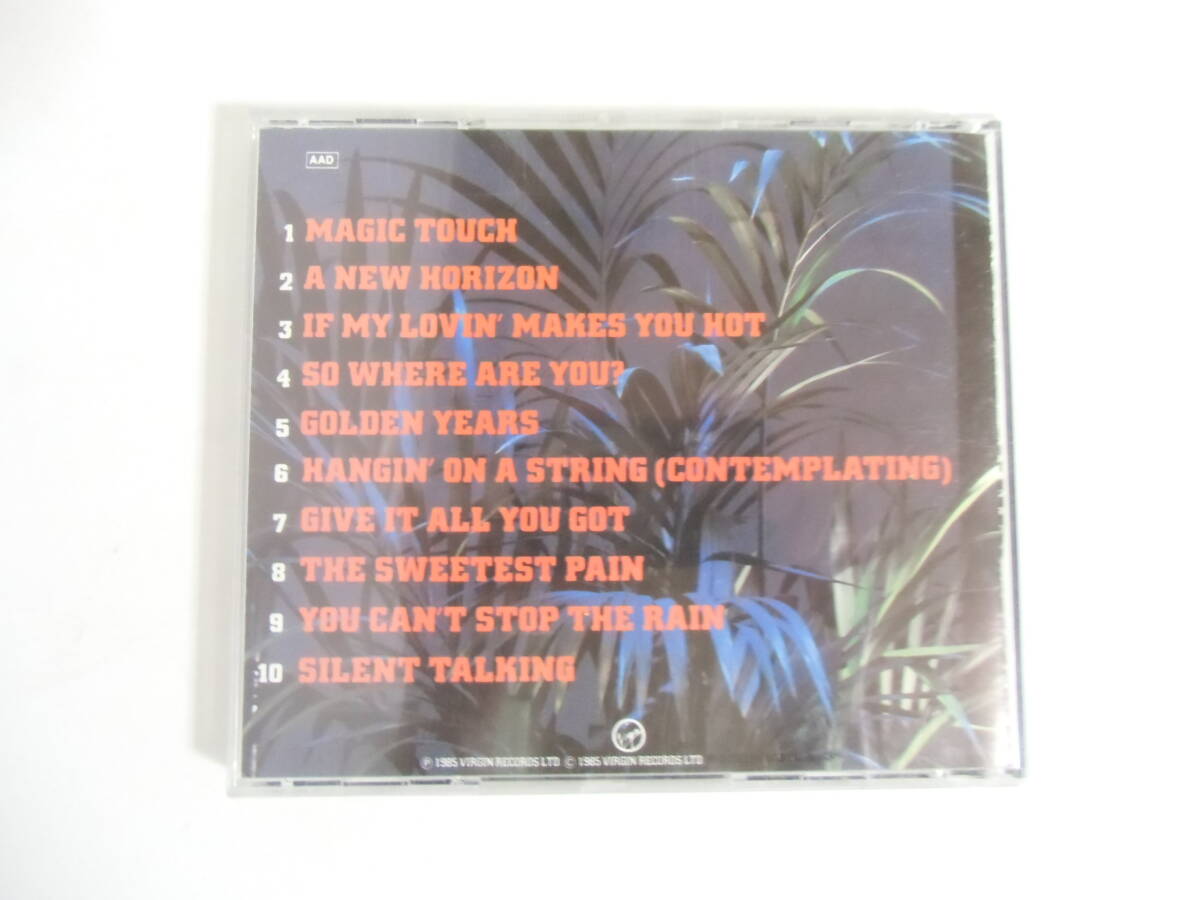 AAD
1 MAGIC TOUCH
2 A NEW HORIZON
3 IF MY LOVIN' MAKES YOU HOT
4 SO WHERE ARE YOU?
5 GOLDEN YEARS
6 HANGIN' ON A STRING (CONTEMPLATING)
7 GIVE IT ALL YOU GOT
8 THE SWEETEST PAIN
9 YOU CAN'T STOP THE RAIN
10 SILENT TALKING
℗ 1985 VIRGIN RECORDS LTD © 1985 VIRGIN RECORDS LTD